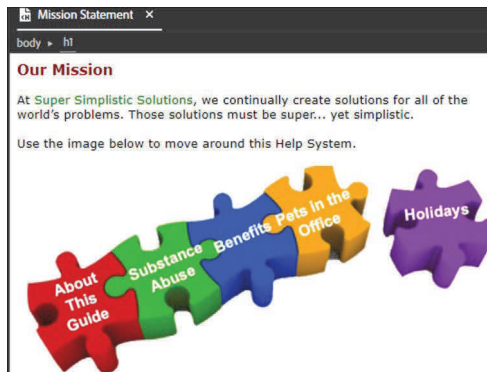 Mission Statement ×
body ▸ h1
Our Mission
At Super Simplistic Solutions, we continually create solutions for all of the
world's problems. Those solutions must be super... yet simplistic.
Use the image below to move around this Help System.
About
This
Guide
Substance
Abuse
Benefits
Pets in the
Office
Holidays